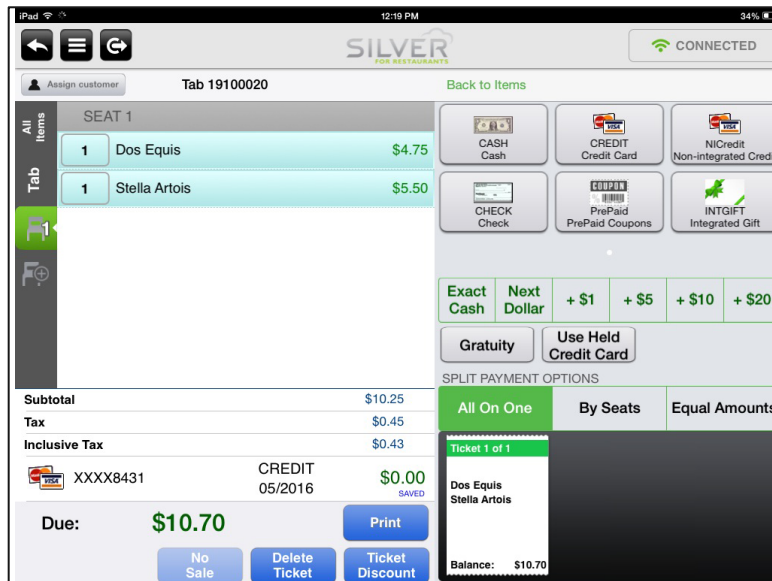 iPad
12:19 PM
34%
SILVER
FOR RESTAURANTS
CONNECTED
Assign customer
Tab 19100020
Back to Items
All Items
Tab
1
SEAT 1
1 Dos Equis $4.75
1 Stella Artois $5.50
CASH
Cash
CREDIT
Credit Card
NICredit
Non-integrated Credi
CHECK
Check
COUPON
PrePaid
PrePaid Coupons
INTGIFT
Integrated Gift
Exact Cash
Next Dollar
+ $1
+ $5
+ $10
+ $20
Gratuity
Use Held
Credit Card
SPLIT PAYMENT OPTIONS
All On One
By Seats
Equal Amounts
Subtotal $10.25
Tax $0.45
Inclusive Tax $0.43
VISA XXXX8431 CREDIT 05/2016 $0.00 SAVED
Due: $10.70
Print
No Sale
Delete Ticket
Ticket Discount
Ticket 1 of 1
Dos Equis
Stella Artois
Balance: $10.70